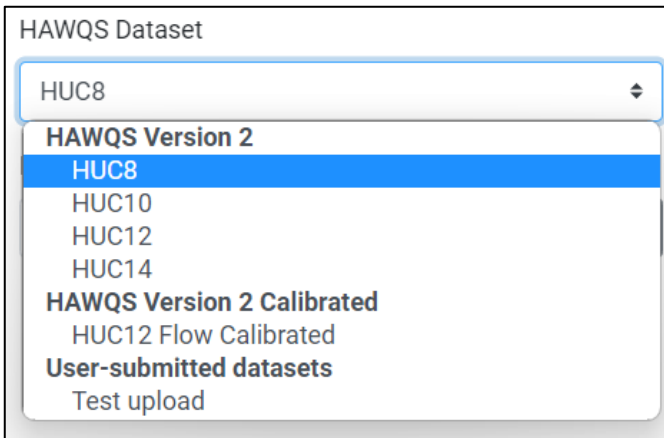 HAWQS Dataset
HUC8
HAWQS Version 2
HUC8
HUC10
HUC12
HUC14
HAWQS Version 2 Calibrated
HUC12 Flow Calibrated
User-submitted datasets
Test upload